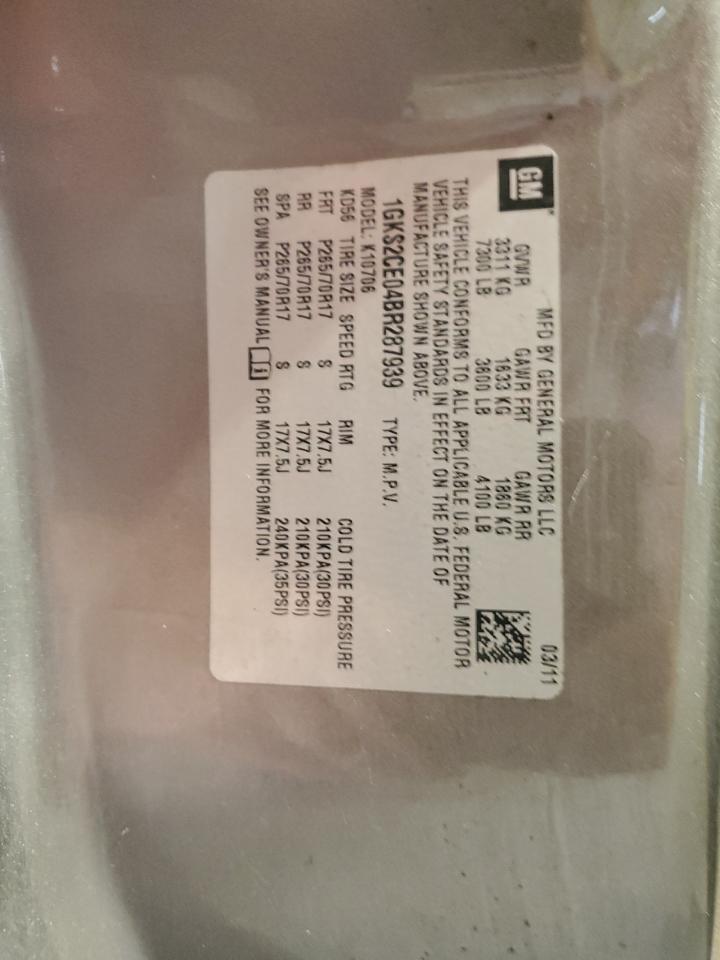 GM
MFD BY GENERAL MOTORS LLC 03/11
GVWR GAWR FRT GAWR RR
3311 KG 1633 KG 1860 KG
7300 LB 3600 LB 4100 LB
THIS VEHICLE CONFORMS TO ALL APPLICABLE U.S. FEDERAL MOTOR
VEHICLE SAFETY STANDARDS IN EFFECT ON THE DATE OF
MANUFACTURE SHOWN ABOVE.
1GKS2CE04BR287939 TYPE: M.P.V.
MODEL: K10706
KD56 TIRE SIZE SPEED RTG RIM COLD TIRE PRESSURE
FRT P265/70R17 S 17X7.5J 210KPA(30PSI)
RR P265/70R17 S 17X7.5J 210KPA(30PSI)
SPA P265/70R17 S 17X7.5J 240KPA(35PSI)
SEE OWNER'S MANUAL i FOR MORE INFORMATION.